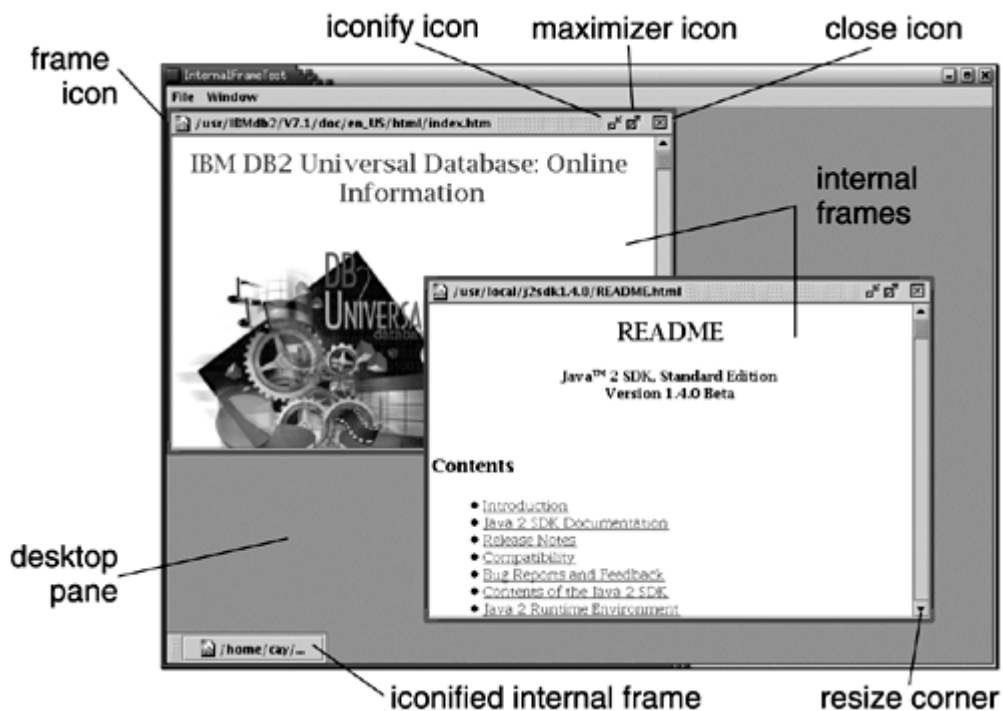 iconify icon
maximizer icon
close icon
frame
icon
InternalFrameTest
File Window
/usr/IBMdb2/V7.1/doc/en_US/html/index.htm
IBM DB2 Universal Database: Online
Information
internal
frames
DB2
UNIVERSA
/usr/local/j2sdk1.4.0/README.html
README
Java™ 2 SDK, Standard Edition
Version 1.4.0 Beta
Contents
Introduction
Java 2 SDK Documentation
Release Notes
Compatibility
Bug Reports and Feedback
Contents of the Java 2 SDK
Java 2 Runtime Environment
desktop
pane
/home/cay/...
iconified internal frame
resize corner